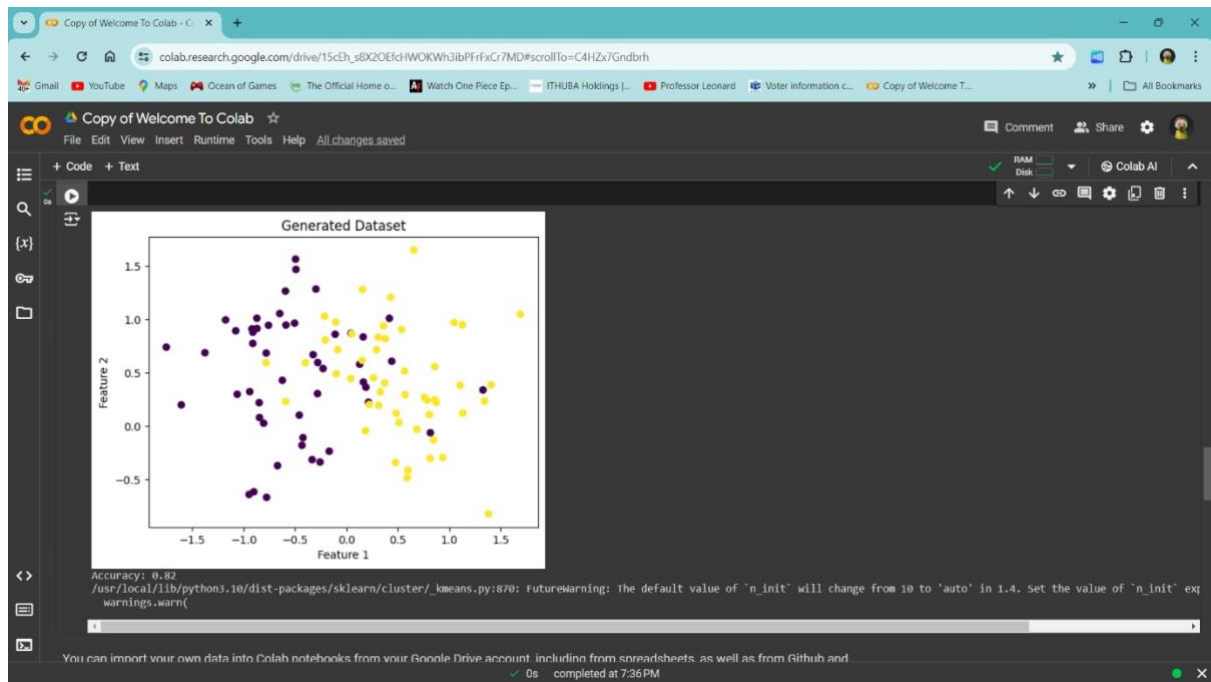 Copy of Welcome To Colab - C
colab.research.google.com/drive/15cEh_s8X2OEfcHWOKWh3ibPFrFxCr7MD#scrollTo=C4HZx7Gndbrh
Gmail YouTube Maps Ocean of Games The Official Home o... Watch One Piece Ep... ITHUBA Holdings |... Professor Leonard Voter information c... Copy of Welcome T... » All Bookmarks
CO Copy of Welcome To Colab
Comment Share
File Edit View Insert Runtime Tools Help All changes saved
+ Code + Text
RAM
Disk
Colab AI
0s
{x}
Generated Dataset
1.5
1.0
0.5
0.0
−0.5
Feature 2
−1.5 −1.0 −0.5 0.0 0.5 1.0 1.5
Feature 1
Accuracy: 0.82
/usr/local/lib/python3.10/dist-packages/sklearn/cluster/_kmeans.py:870: FutureWarning: The default value of `n_init` will change from 10 to 'auto' in 1.4. Set the value of `n_init` exp
warnings.warn(
You can import your own data into Colab notebooks from your Google Drive account, including from spreadsheets, as well as from Github and
0s completed at 7:36 PM